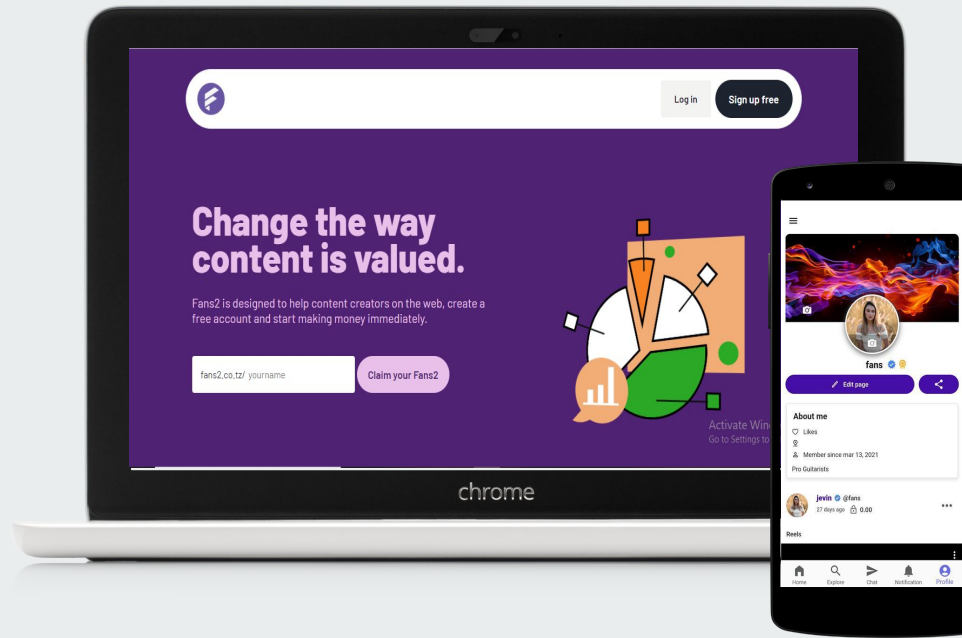 Log in
Sign up free
Change the way
content is valued.
Fans2 is designed to help content creators on the web, create a
free account and start making money immediately.
fans2.co.tz/ yourname
Claim your Fans2
Activate Win
Go to Settings to
chrome
fans
Edit page
About me
Likes
Member since mar 13, 2021
Pro Guitarists
jevin @fans
27 days ago 0.00
Reels
Home Explore Chat Notification Profile